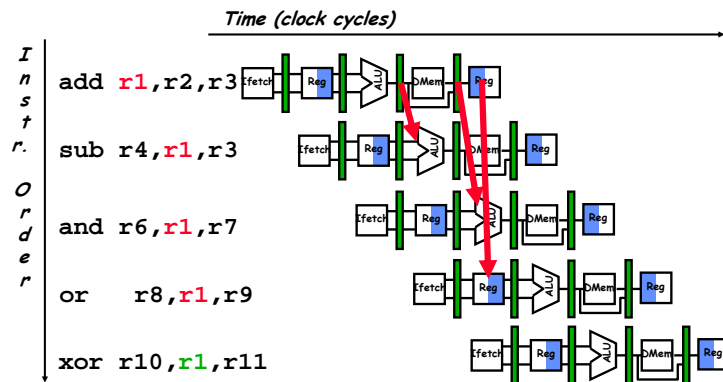 Time (clock cycles)
Instr. Order
add r1,r2,r3 Ifetch Reg ALU DMem Reg
sub r4,r1,r3 Ifetch Reg ALU DMem Reg
and r6,r1,r7 Ifetch Reg ALU DMem Reg
or r8,r1,r9 Ifetch Reg ALU DMem Reg
xor r10,r1,r11 Ifetch Reg ALU DMem Reg